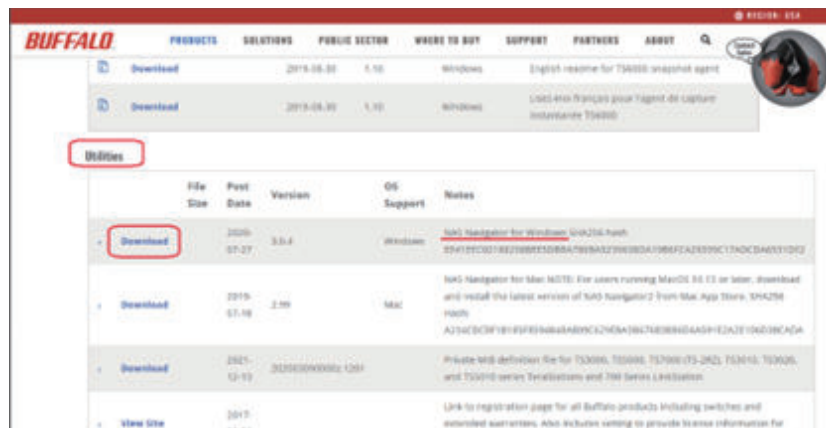 REGION: USA
BUFFALO PRODUCTS SOLUTIONS PUBLIC SECTOR WHERE TO BUY SUPPORT PARTNERS ABOUT
Download 2019-08-30 1.10 Windows English readme for TS6000 snapshot agent
Download 2019-08-30 1.10 Windows Lisez-moi français pour l'agent de capture
instantanée TS6000
Utilities
File Size Post Date Version OS Support Notes
Download 2020-07-27 3.0.4 Windows NAS Navigator for Windows SHA256 hash
Download 2019-07-18 2.99 Mac NAS Navigator for Mac NOTE: For users running MacOS 10.13 or later, download
and install the latest version of NAS Navigator2 from Mac App Store. SHA256
Hash:
Download 2021-12-13 Private MIB definition file for TS3000, TS5000, TS7000 (TS-2RZ), TS3010, TS3020,
and TS5010 series TeraStations and 700 Series LinkStation
View Site 2017- Link to registration page for all Buffalo products including switches and
extended warranties. Also includes setting to provide license information for